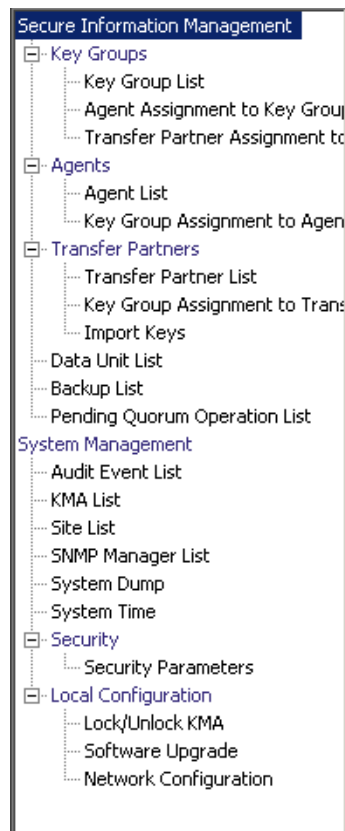 Secure Information Management
Key Groups
Key Group List
Agent Assignment to Key Grou
Transfer Partner Assignment to
Agents
Agent List
Key Group Assignment to Agen
Transfer Partners
Transfer Partner List
Key Group Assignment to Trans
Import Keys
Data Unit List
Backup List
Pending Quorum Operation List
System Management
Audit Event List
KMA List
Site List
SNMP Manager List
System Dump
System Time
Security
Security Parameters
Local Configuration
Lock/Unlock KMA
Software Upgrade
Network Configuration